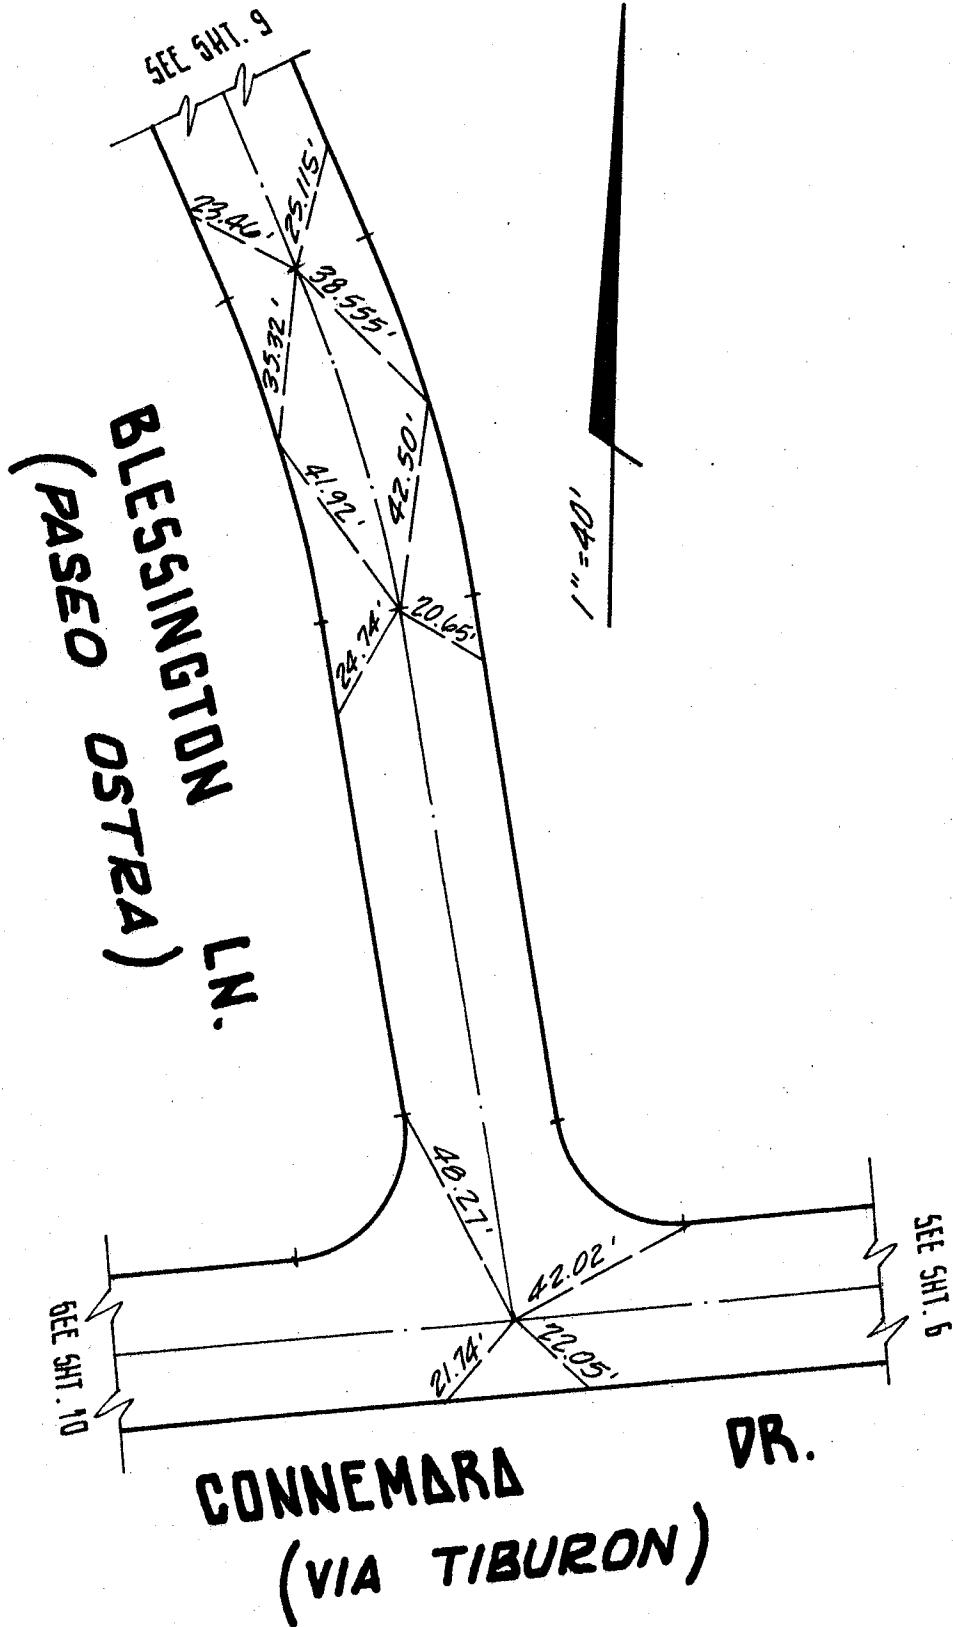 SEE SHT. 9
23.46'
25.115'
38.555'
35.32'
41.92'
42.50'
1"=40'
24.74'
20.65'
BLESSINGTON LN.
(PASEO OSTRA)
48.27'
42.02'
21.74'
22.05'
SEE SHT. 6
SEE SHT. 10
CONNEMARA DR.
(VIA TIBURON)